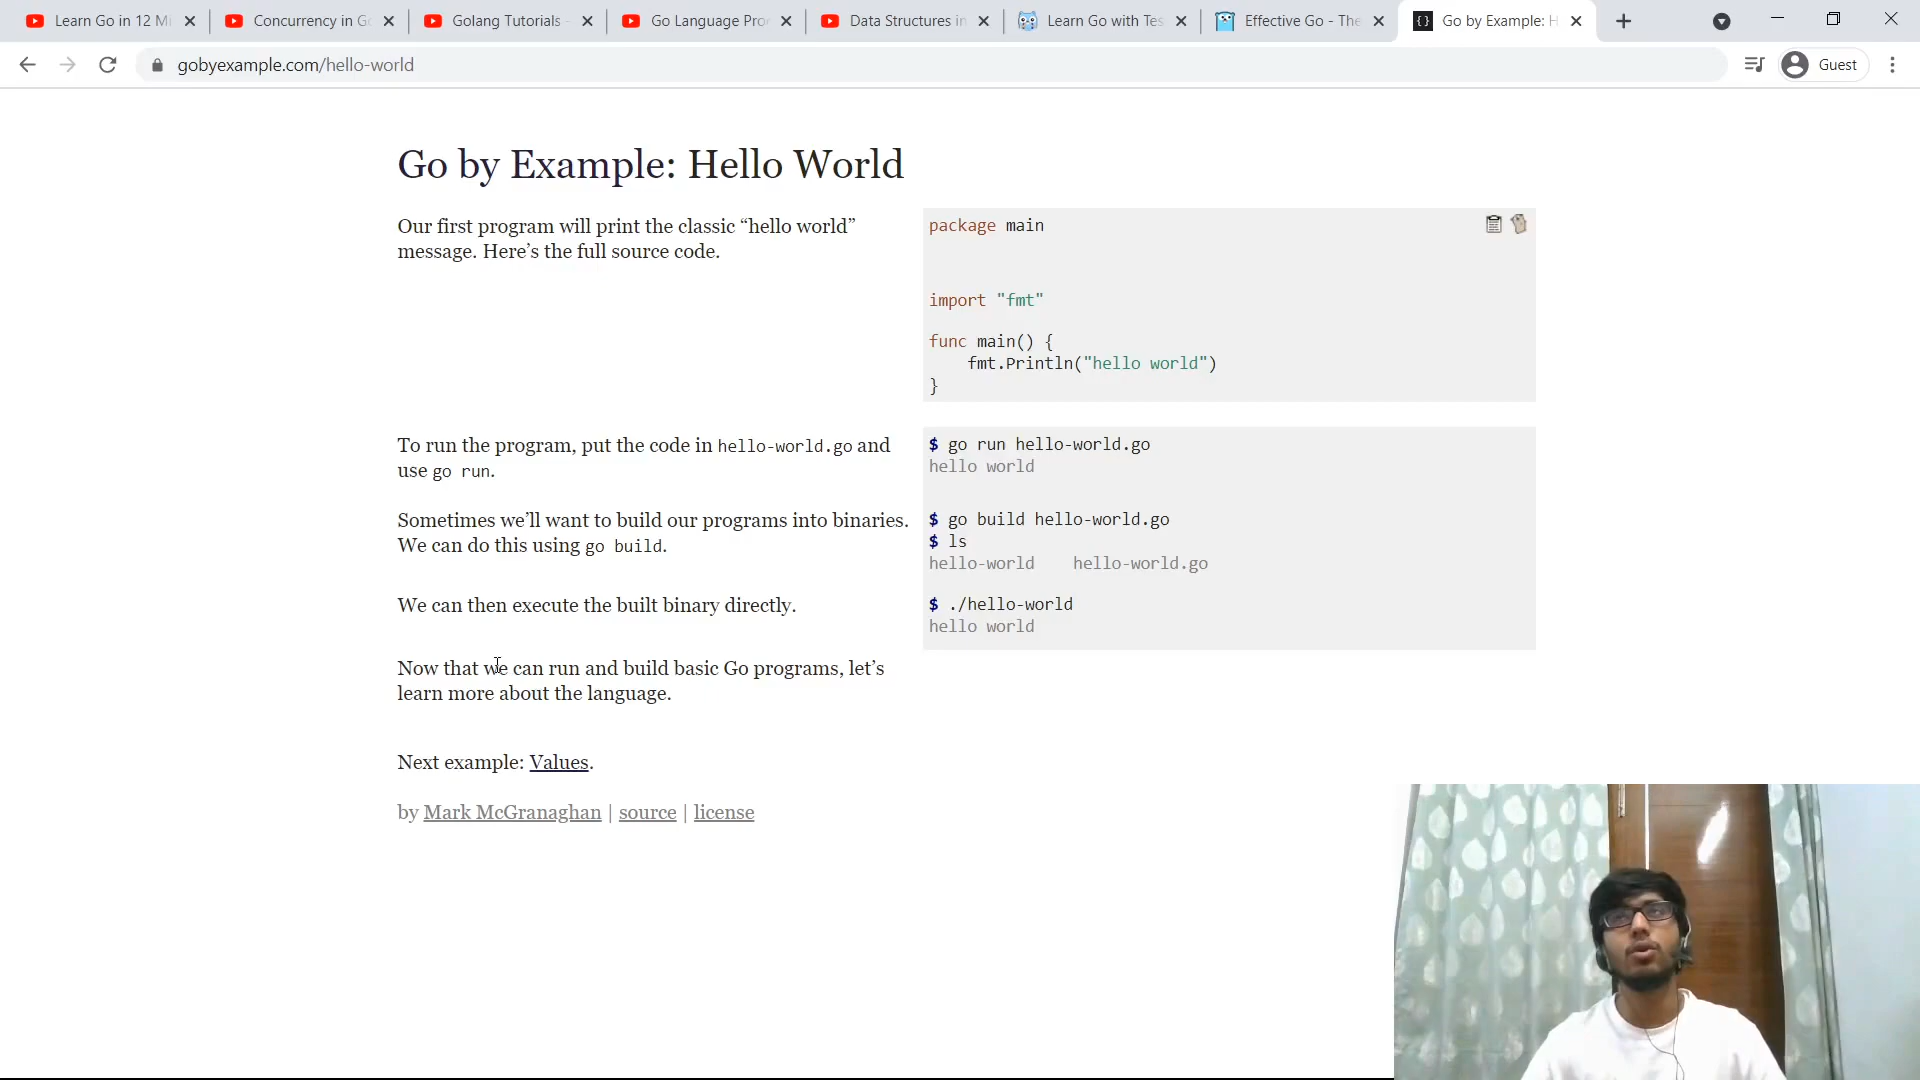 Learn Go in 12 Mi
Concurrency in Go
Golang Tutorials -
Go Language Pro
Data Structures in
Learn Go with Tes
Effective Go - The
Go by Example: H
gobyexample.com/hello-world
Guest
Go by Example: Hello World
Our first program will print the classic “hello world”
message. Here’s the full source code.
package main
import "fmt"
func main() {
fmt.Println("hello world")
}
To run the program, put the code in hello-world.go and
use go run.
$ go run hello-world.go
hello world
Sometimes we’ll want to build our programs into binaries.
We can do this using go build.
$ go build hello-world.go
$ ls
hello-world hello-world.go
We can then execute the built binary directly.
$ ./hello-world
hello world
Now that we can run and build basic Go programs, let’s
learn more about the language.
Next example: Values.
by Mark McGranaghan | source | license